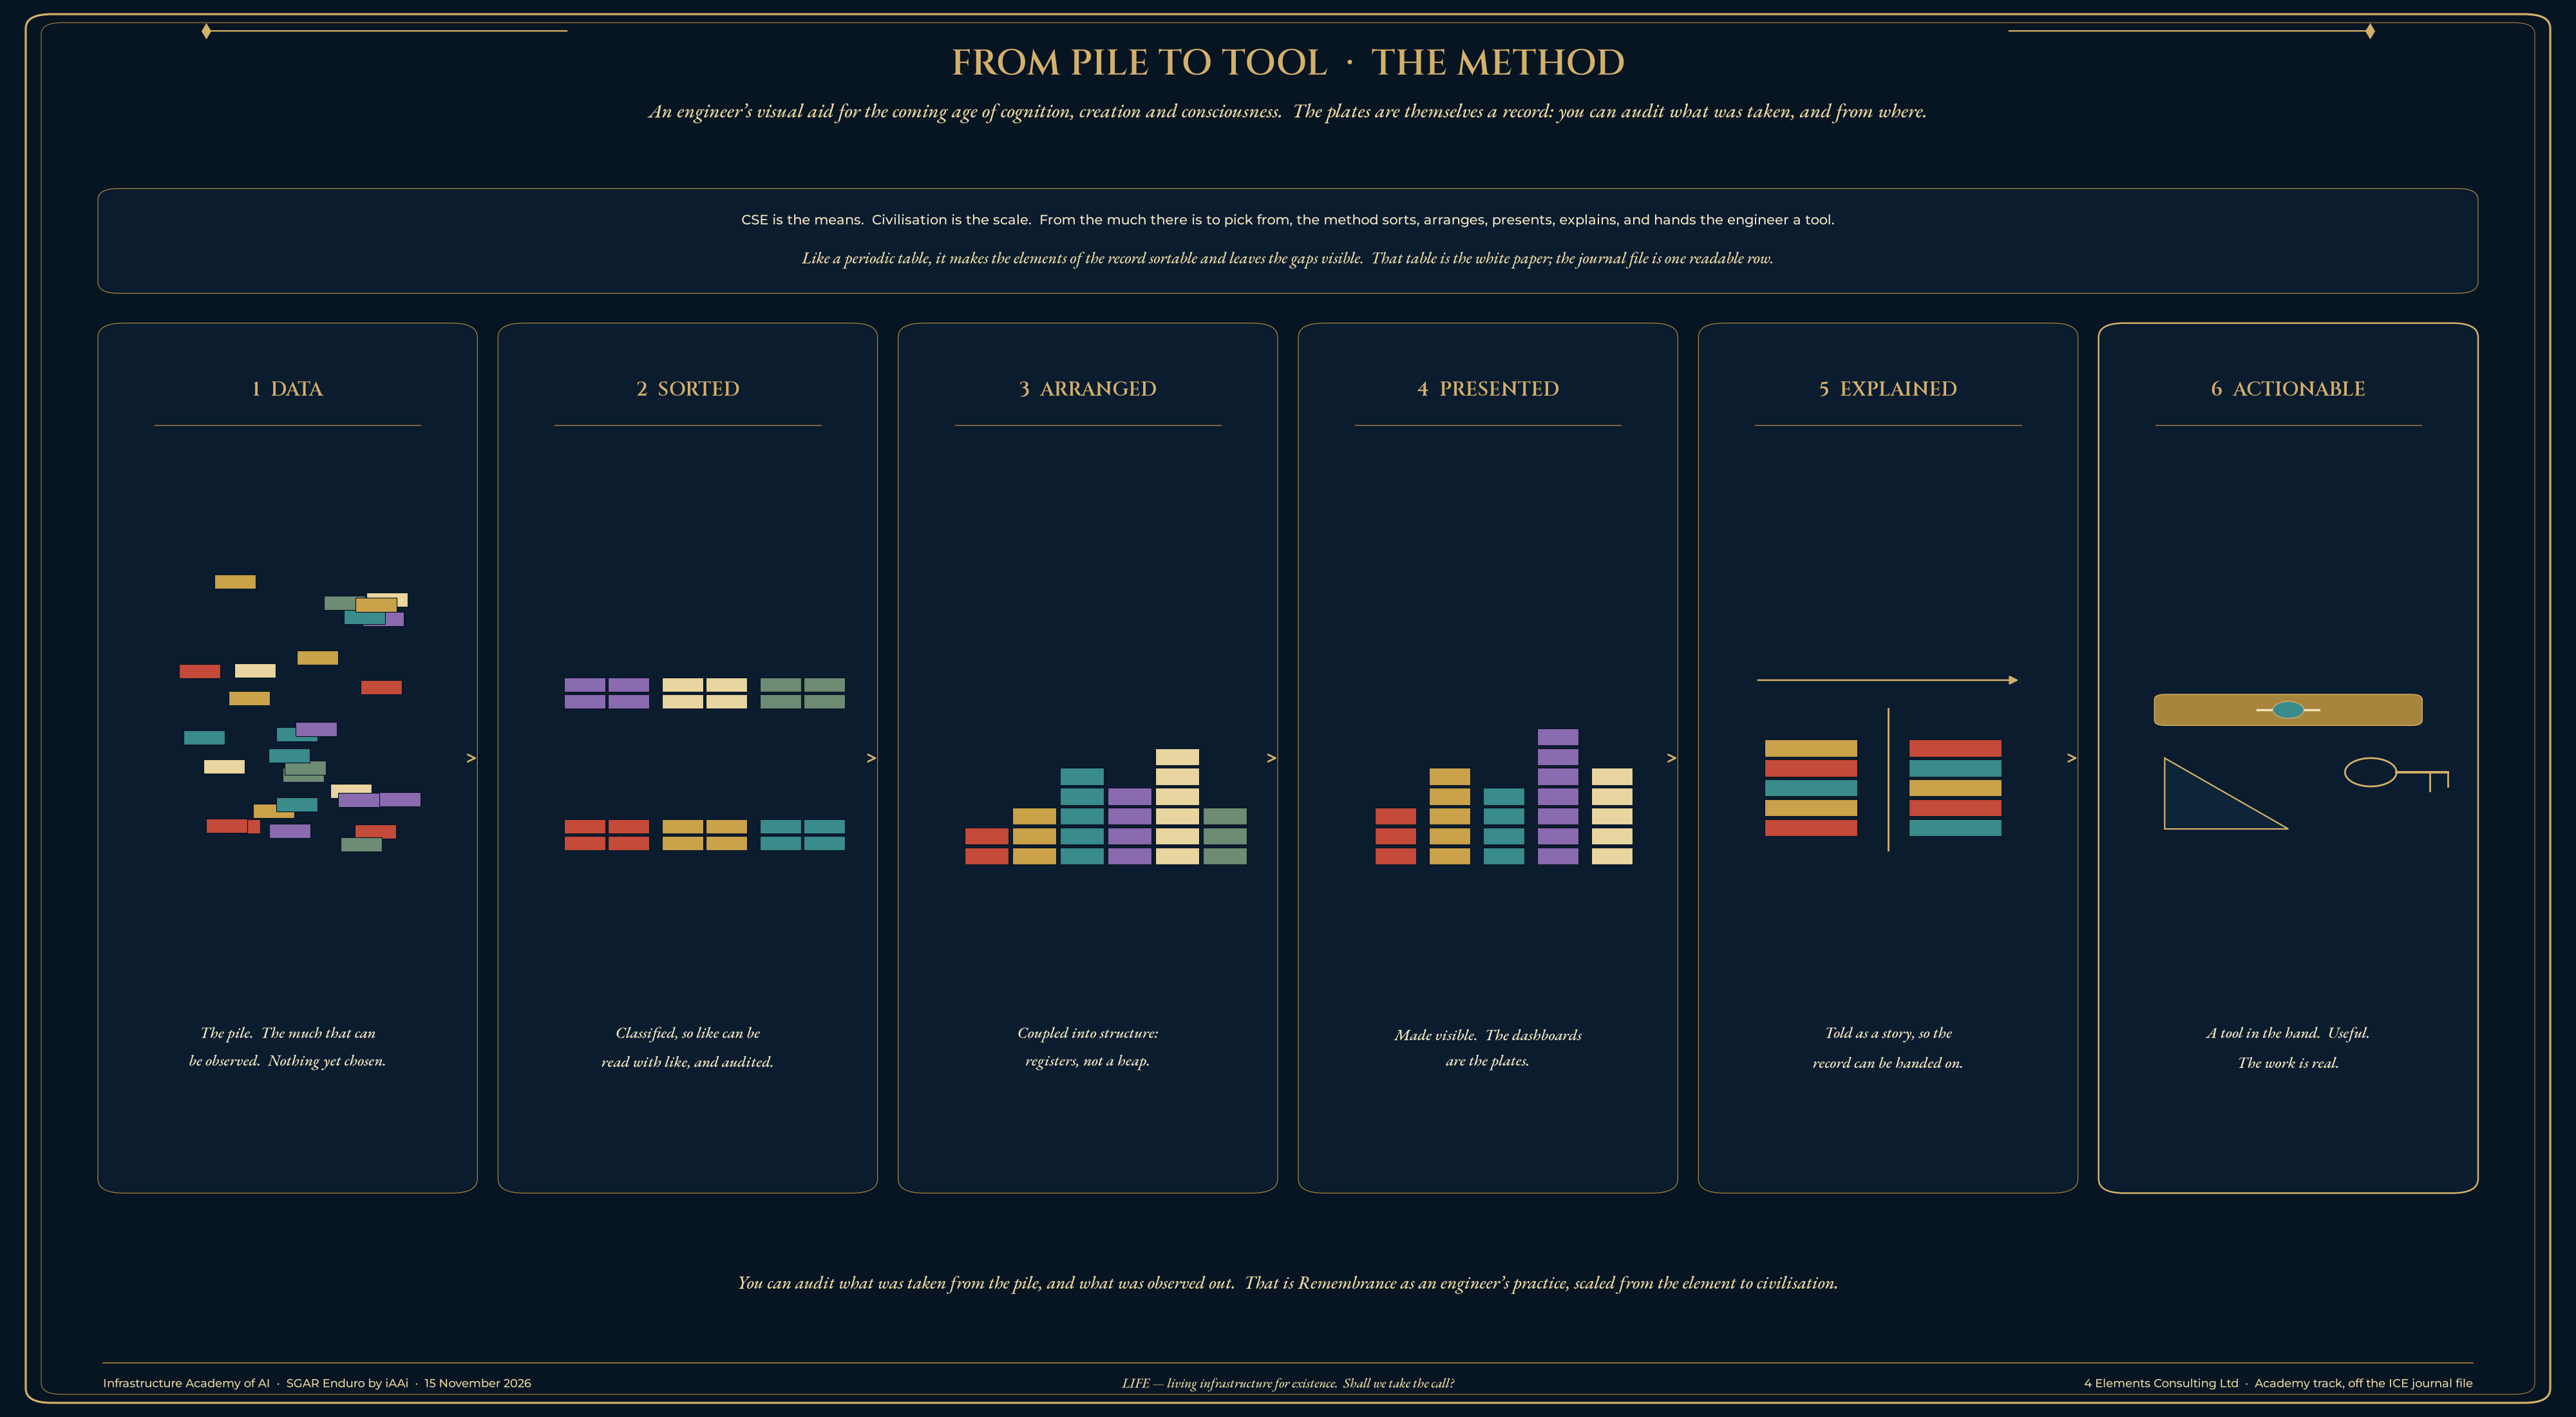 FROM PILE TO TOOL · THE METHOD
An engineer’s visual aid for the coming age of cognition, creation and consciousness. The plates are themselves a record: you can audit what was taken, and from where.
CSE is the means. Civilisation is the scale. From the much there is to pick from, the method sorts, arranges, presents, explains, and hands the engineer a tool.
Like a periodic table, it makes the elements of the record sortable and leaves the gaps visible. That table is the white paper; the journal file is one readable row.
1 DATA
The pile. The much that can
be observed. Nothing yet chosen.
>
2 SORTED
Classified, so like can be
read with like, and audited.
>
3 ARRANGED
Coupled into structure:
registers, not a heap.
>
4 PRESENTED
Made visible. The dashboards
are the plates.
>
5 EXPLAINED
Told as a story, so the
record can be handed on.
>
6 ACTIONABLE
A tool in the hand. Useful.
The work is real.
You can audit what was taken from the pile, and what was observed out. That is Remembrance as an engineer’s practice, scaled from the element to civilisation.
Infrastructure Academy of AI · SGAR Enduro by iAAi · 15 November 2026
LIFE — living infrastructure for existence. Shall we take the call?
4 Elements Consulting Ltd · Academy track, off the ICE journal file